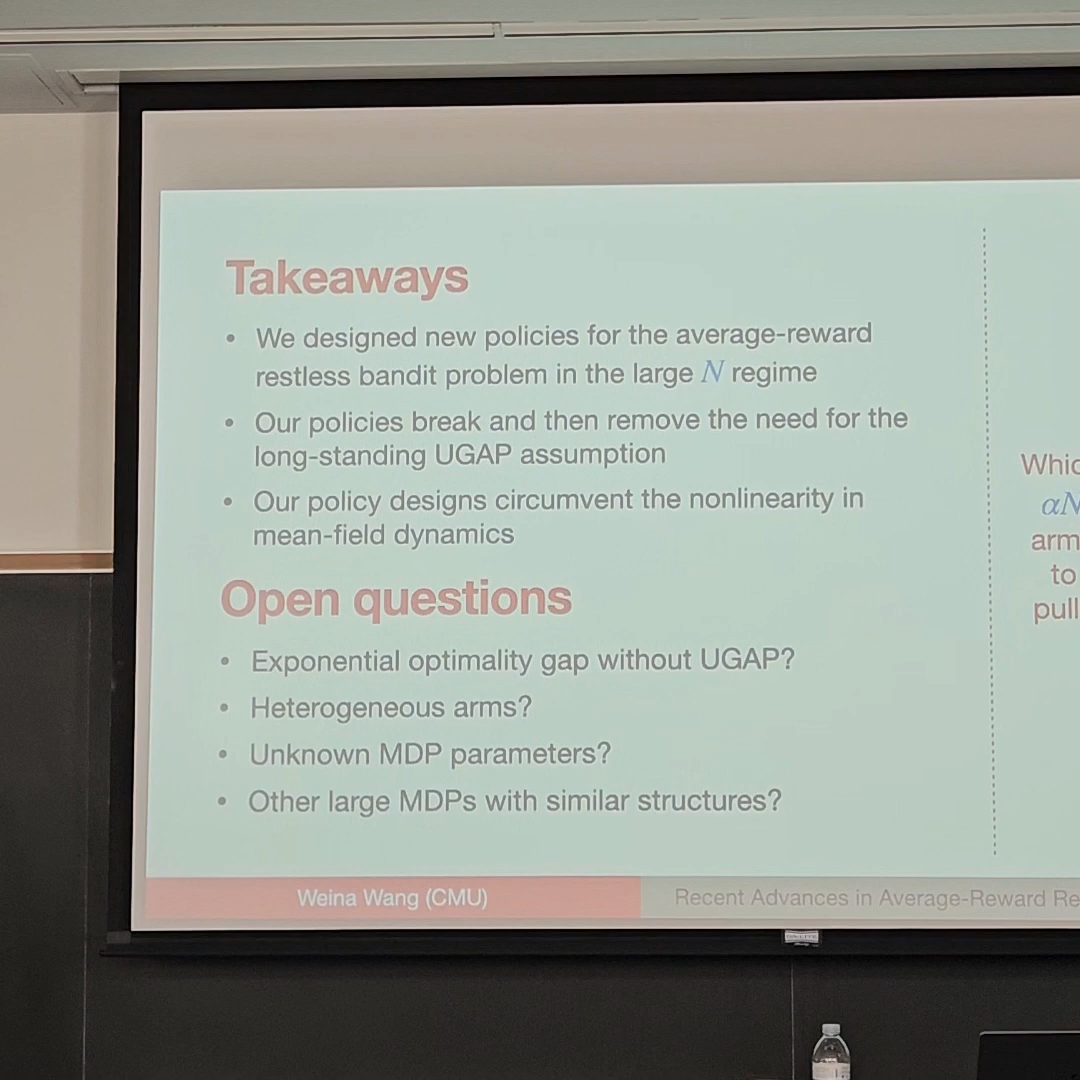 Takeaways
• We designed new policies for the average-reward
restless bandit problem in the large N regime
• Our policies break and then remove the need for the
long-standing UGAP assumption
• Our policy designs circumvent the nonlinearity in
mean-field dynamics
Open questions
• Exponential optimality gap without UGAP?
• Heterogeneous arms?
• Unknown MDP parameters?
• Other large MDPs with similar structures?
Whic
αN
arm
to
pull
Weina Wang (CMU)
Recent Advances in Average-Reward Re